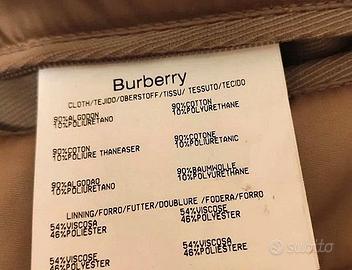 Burberry
CLOTH/TEJIDO/OBERSTOFF/TISSU/ TESSUTO/TECIDO
90%ALGODON
10%POLIURETANO
90%COTTON
10%POLYURETHANE
90%COTON
10%POLIURE THANEASER
90%COTONE
10%POLIURETANIC
90%ALGODAO
10%POLIURETANO
90%BAUMWOLLE
10%POLYURETHANE
LINNING/FORRO/FUTTER/DOUBLURE /FODERA/FORRO
54%VISCOSA
46%POLIESTER
54%VISCOSE
46%POLYESTER
54%VISCOSE
46%POLYESTER
54%VISCOSE
46%POLIESTERE
subito